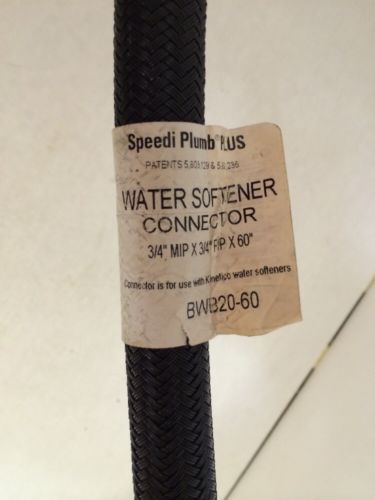 Speedi Plumb® PLUS
PATENTS & 
WATER SOFTENER
CONNECTOR
3/4" MIP X 3/4" FIP X 60"
Connector is for use with Kinetico water softeners
BWB20-60